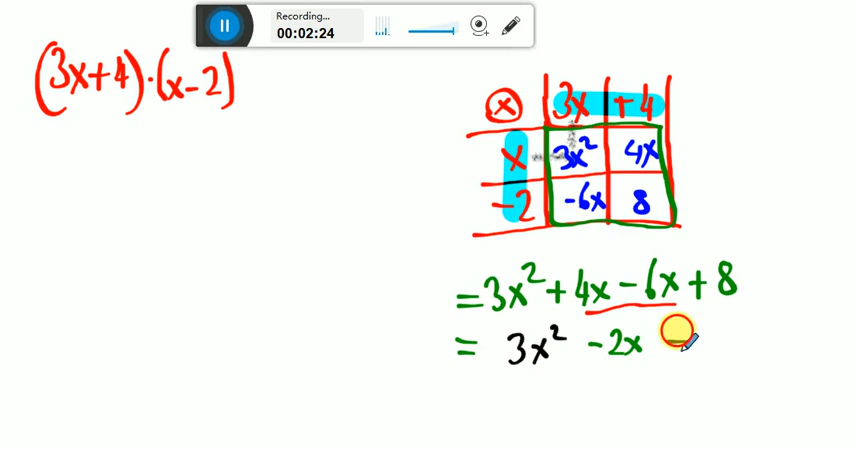 Recording...
00:02:24
(3x+4)·(x-2)
x 3x +4
x 3x² 4x
-2 -6x 8
= 3x² + 4x - 6x + 8
= 3x² - 2x